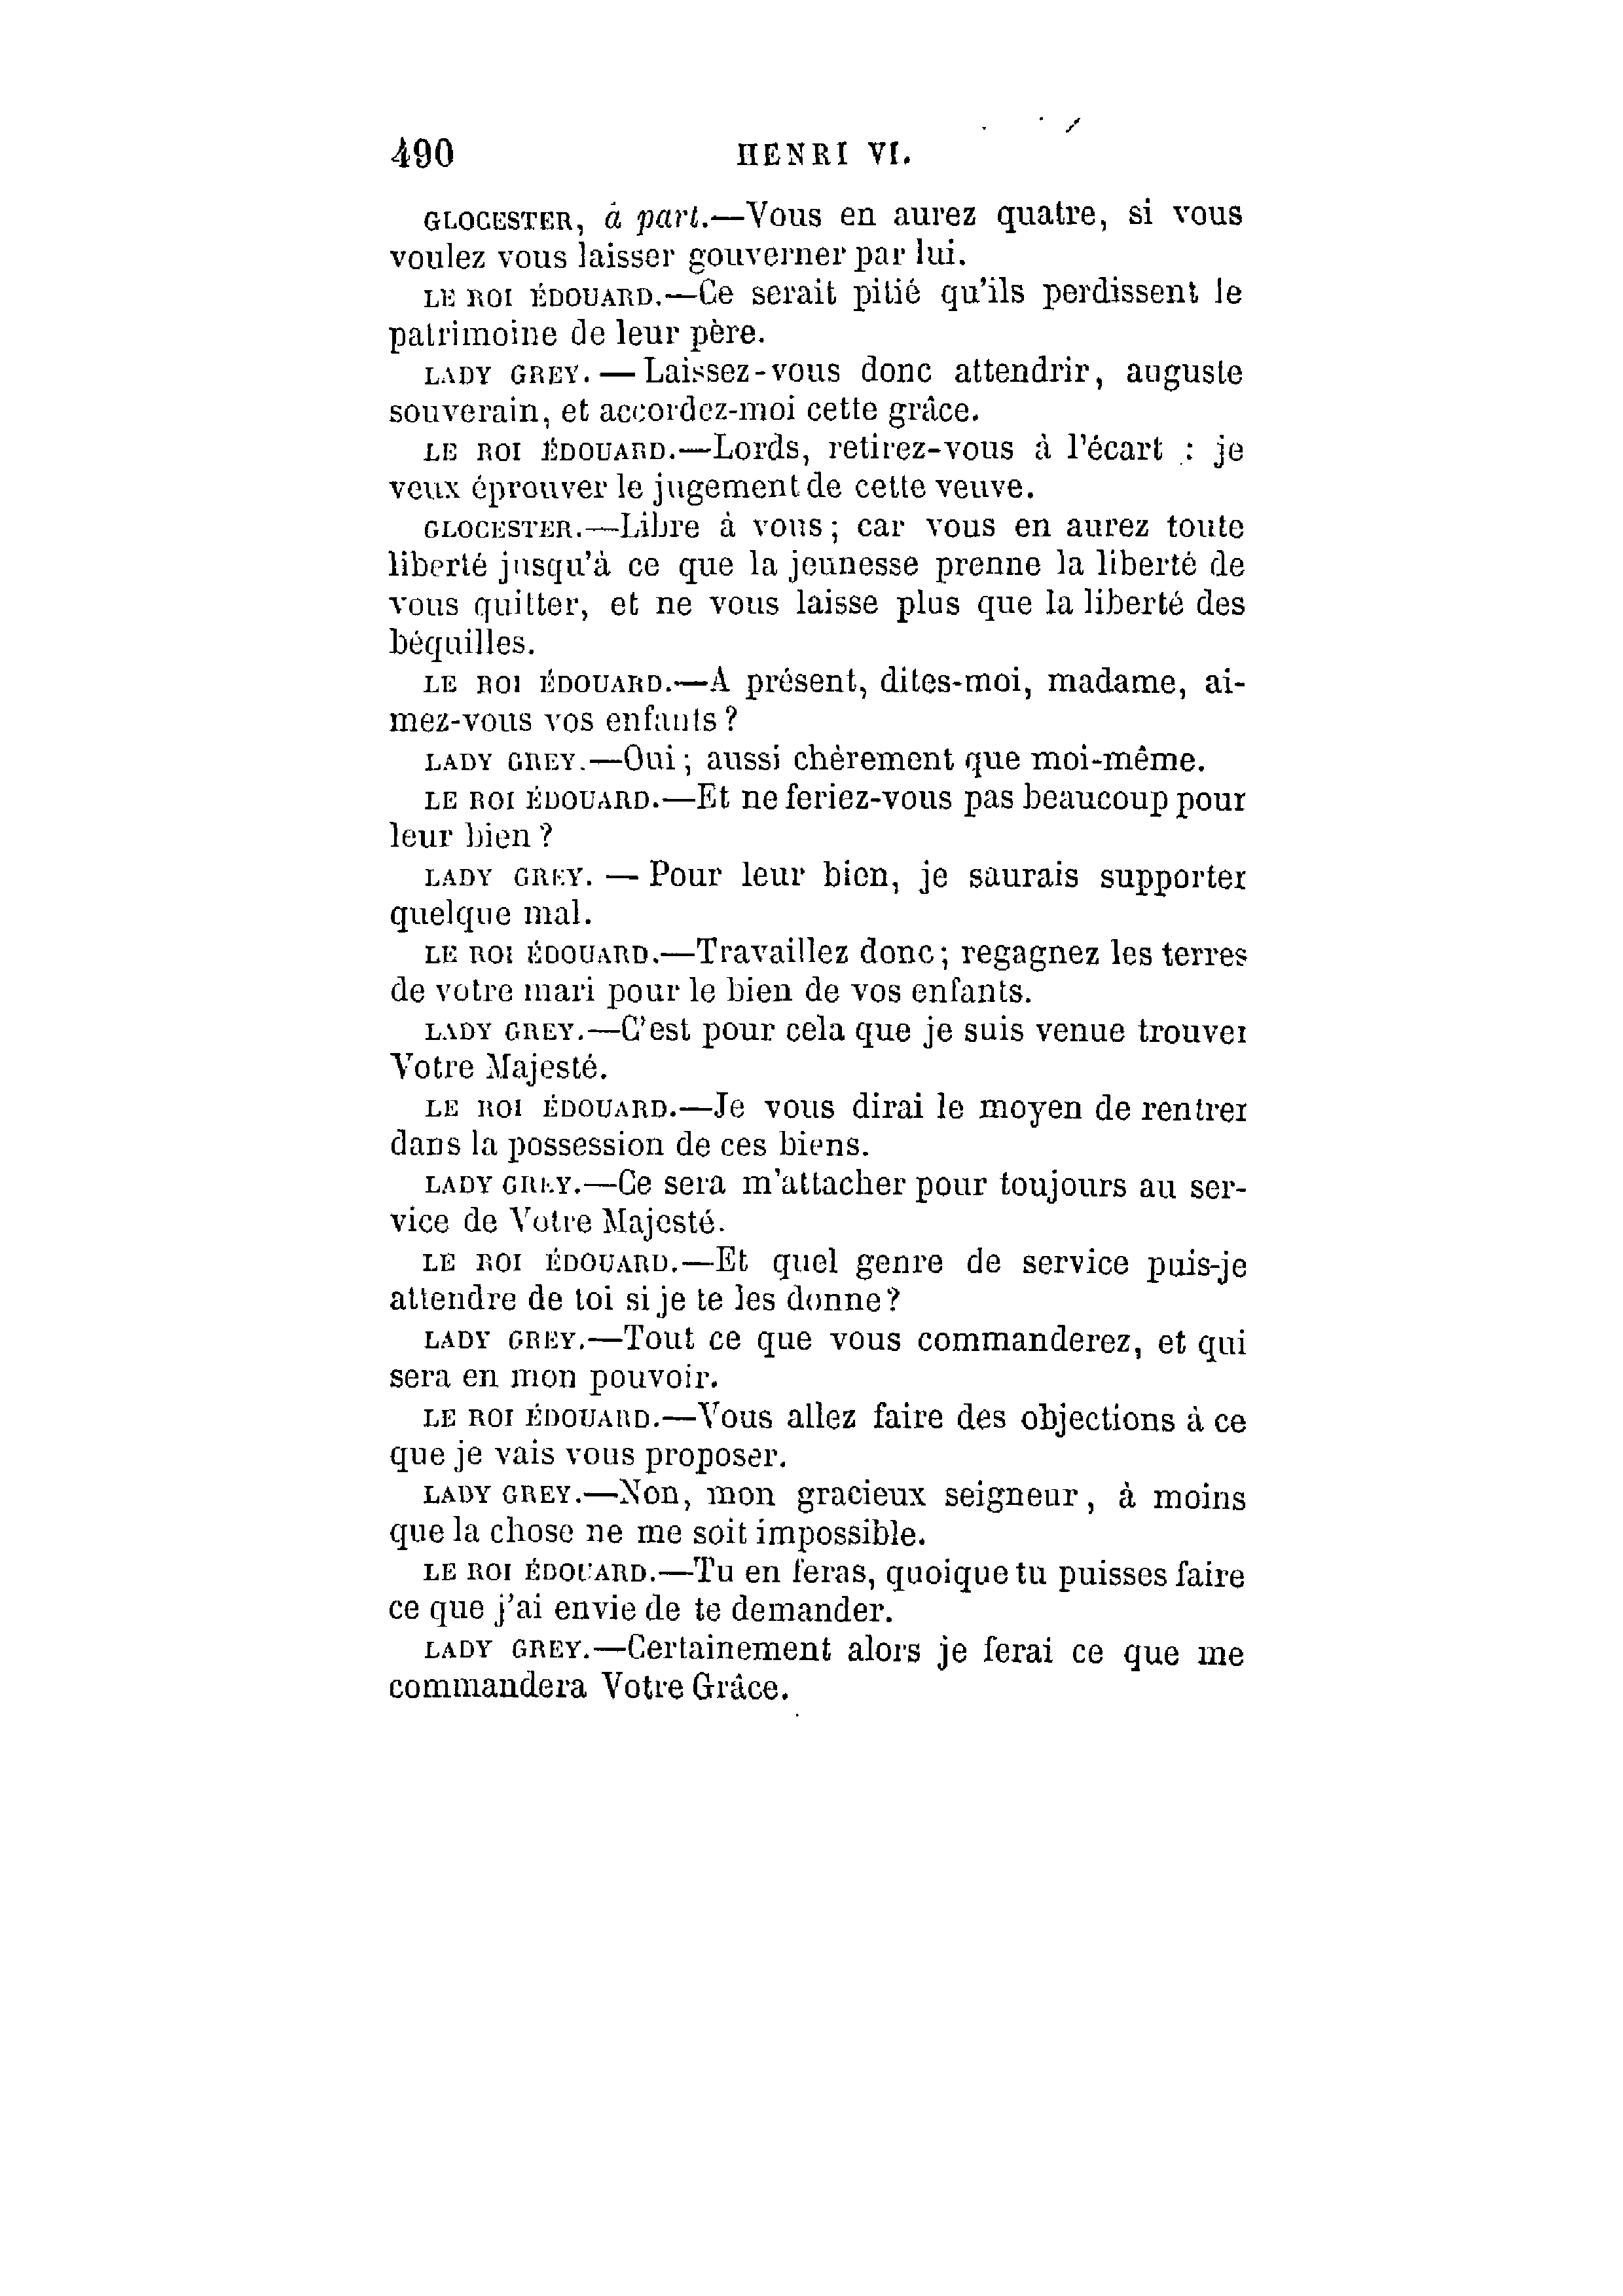 490 HENRI VI.
GLOCESTER, à part.—Vous en aurez quatre, si vous
voulez vous laisser gouverner par lui.
LE ROI ÉDOUARD.—Ce serait pitié qu'ils perdissent le
patrimoine de leur père.
LADY GREY. — Laissez-vous donc attendrir, auguste
souverain, et accordez-moi cette grâce.
LE ROI ÉDOUARD.—Lords, retirez-vous à l'écart : je
veux éprouver le jugement de cette veuve.
GLOCESTER.—Libre à vous ; car vous en aurez toute
liberté jusqu'à ce que la jeunesse prenne la liberté de
vous quitter, et ne vous laisse plus que la liberté des
béquilles.
LE ROI ÉDOUARD.—A présent, dites-moi, madame, ai-
mez-vous vos enfants ?
LADY GREY.—Oui ; aussi chèrement que moi-même.
LE ROI ÉDOUARD.—Et ne feriez-vous pas beaucoup pour
leur bien ?
LADY GREY. — Pour leur bien, je saurais supporter
quelque mal.
LE ROI ÉDOUARD.—Travaillez donc ; regagnez les terres
de votre mari pour le bien de vos enfants.
LADY GREY.—C'est pour cela que je suis venue trouver
Votre Majesté.
LE ROI ÉDOUARD.—Je vous dirai le moyen de rentrer
dans la possession de ces biens.
LADY GREY.—Ce sera m'attacher pour toujours au ser-
vice de Votre Majesté.
LE ROI ÉDOUARD.—Et quel genre de service puis-je
attendre de toi si je te les donne ?
LADY GREY.—Tout ce que vous commanderez, et qui
sera en mon pouvoir.
LE ROI ÉDOUARD.—Vous allez faire des objections à ce
que je vais vous proposer.
LADY GREY.—Non, mon gracieux seigneur, à moins
que la chose ne me soit impossible.
LE ROI ÉDOUARD.—Tu en feras, quoique tu puisses faire
ce que j'ai envie de te demander.
LADY GREY.—Certainement alors je ferai ce que me
commandera Votre Grâce.